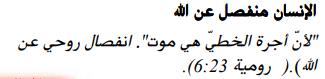 الإنسان منفصل عن الله
"لأنّ أجرة الخطيّ هي موت". انفصال روحي عن
الله).( رومية 6:23).